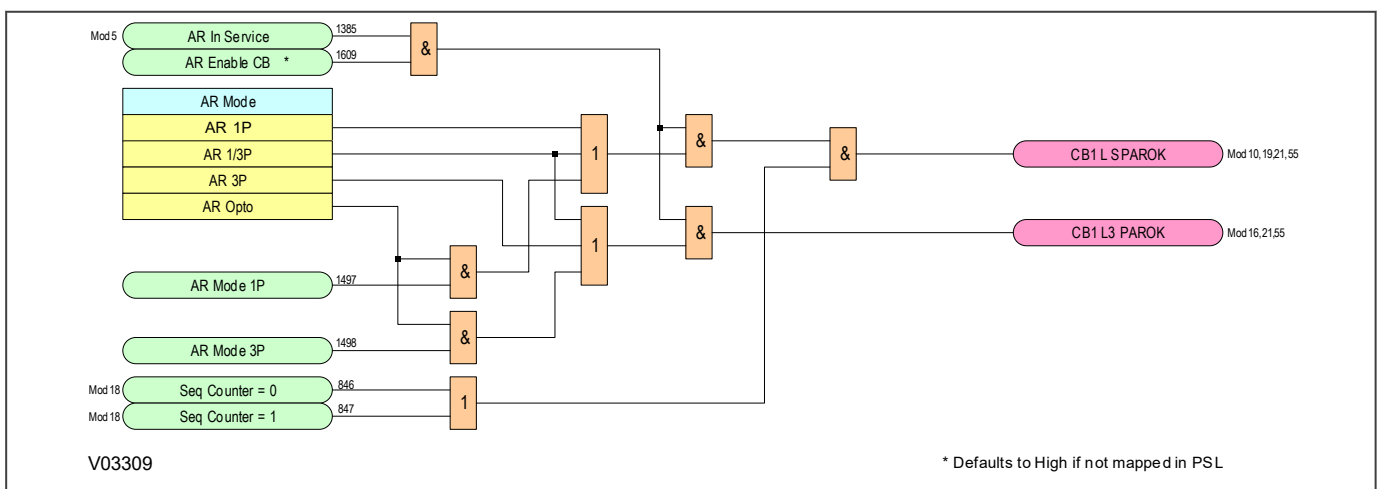 Mod 5 AR In Service 1385
AR Enable CB * 1609
&
AR Mode
AR 1P
AR 1/3P
AR 3P
AR Opto
1
&
&
CB1 L SPAROK Mod 10,19,21,55
1
&
CB1 L3 PAROK Mod 16,21,55
AR Mode 1P 1497
&
AR Mode 3P 1498
&
Mod 18 Seq Counter = 0 846
Mod 18 Seq Counter = 1 847
1
V03309
* Defaults to High if not mapped in PSL